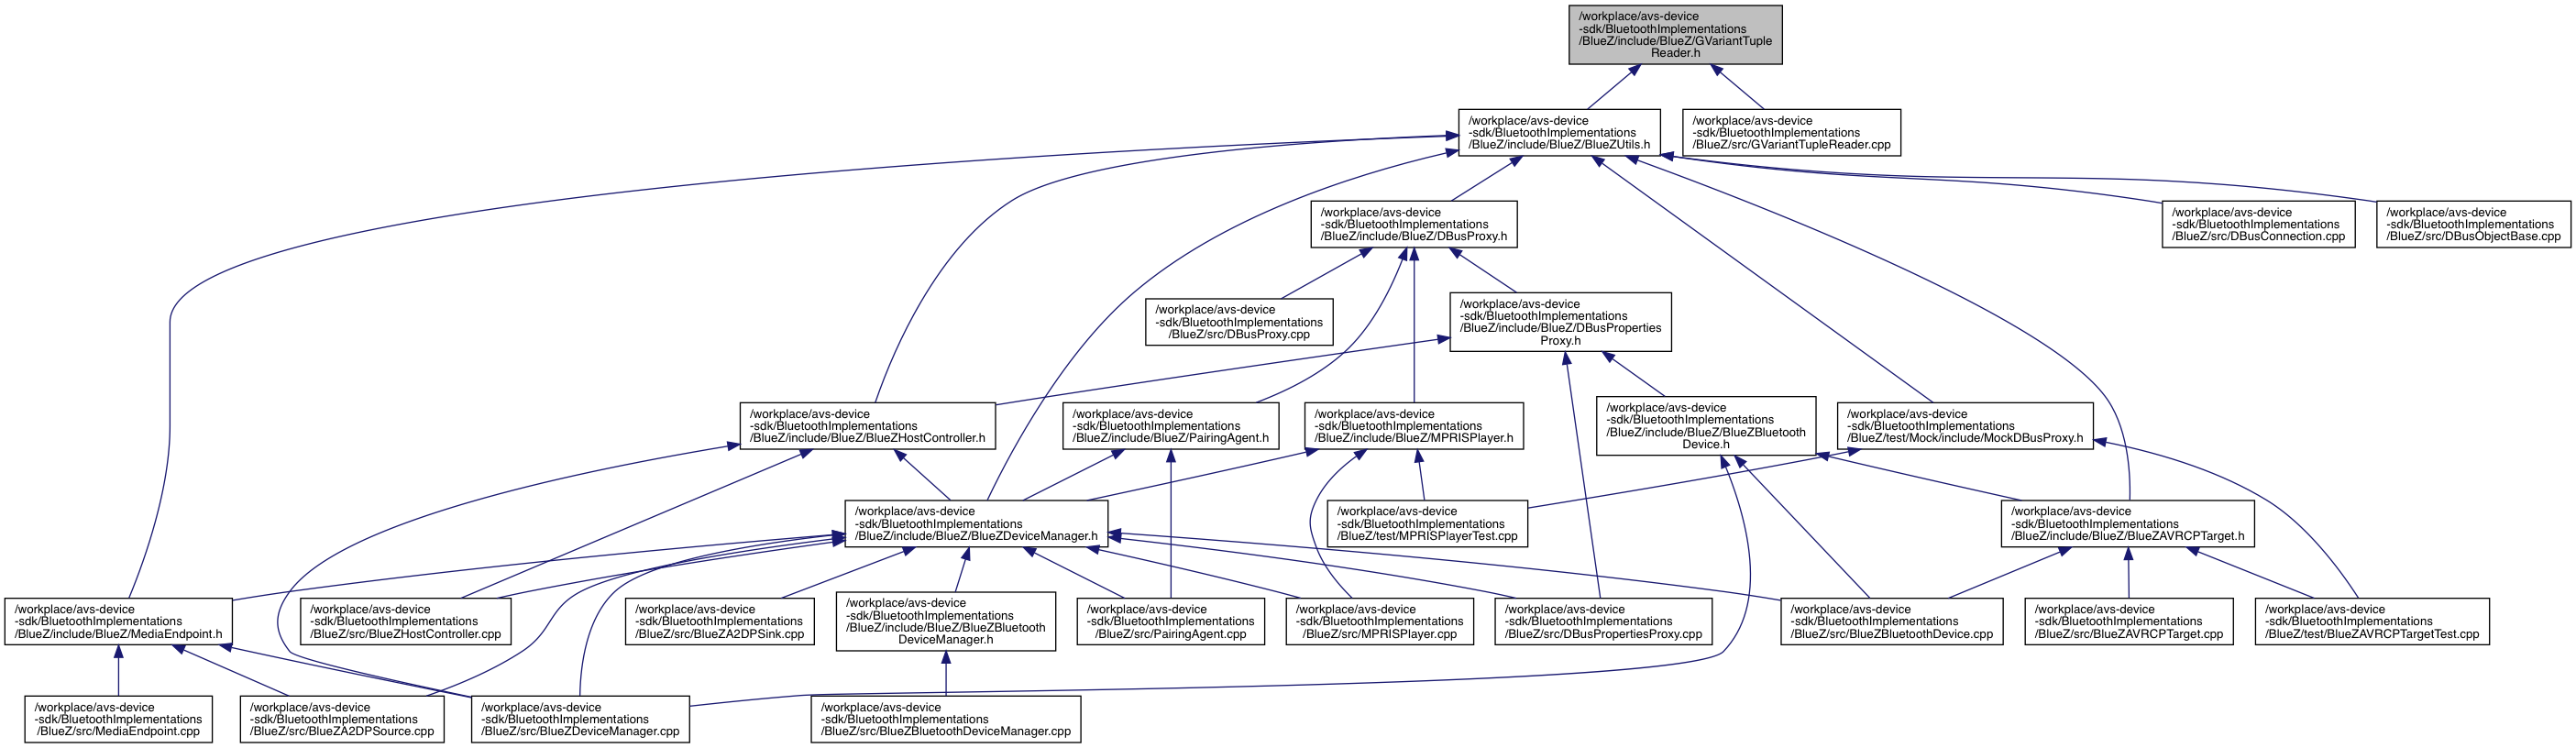 /workplace/avs-device
-sdk/BluetoothImplementations
/BlueZ/include/BlueZ/GVariantTuple
Reader.h
/workplace/avs-device
-sdk/BluetoothImplementations
/BlueZ/include/BlueZ/BlueZUtils.h
/workplace/avs-device
-sdk/BluetoothImplementations
/BlueZ/src/GVariantTupleReader.cpp
/workplace/avs-device
-sdk/BluetoothImplementations
/BlueZ/include/BlueZ/DBusProxy.h
/workplace/avs-device
-sdk/BluetoothImplementations
/BlueZ/src/DBusConnection.cpp
/workplace/avs-device
-sdk/BluetoothImplementations
/BlueZ/src/DBusObjectBase.cpp
/workplace/avs-device
-sdk/BluetoothImplementations
/BlueZ/src/DBusProxy.cpp
/workplace/avs-device
-sdk/BluetoothImplementations
/BlueZ/include/BlueZ/DBusProperties
Proxy.h
/workplace/avs-device
-sdk/BluetoothImplementations
/BlueZ/include/BlueZ/BlueZHostController.h
/workplace/avs-device
-sdk/BluetoothImplementations
/BlueZ/include/BlueZ/PairingAgent.h
/workplace/avs-device
-sdk/BluetoothImplementations
/BlueZ/include/BlueZ/MPRISPlayer.h
/workplace/avs-device
-sdk/BluetoothImplementations
/BlueZ/include/BlueZ/BlueZBluetooth
Device.h
/workplace/avs-device
-sdk/BluetoothImplementations
/BlueZ/test/Mock/include/MockDBusProxy.h
/workplace/avs-device
-sdk/BluetoothImplementations
/BlueZ/include/BlueZ/BlueZDeviceManager.h
/workplace/avs-device
-sdk/BluetoothImplementations
/BlueZ/test/MPRISPlayerTest.cpp
/workplace/avs-device
-sdk/BluetoothImplementations
/BlueZ/include/BlueZ/BlueZAVRCPTarget.h
/workplace/avs-device
-sdk/BluetoothImplementations
/BlueZ/include/BlueZ/MediaEndpoint.h
/workplace/avs-device
-sdk/BluetoothImplementations
/BlueZ/src/BlueZHostController.cpp
/workplace/avs-device
-sdk/BluetoothImplementations
/BlueZ/src/BlueZA2DPSink.cpp
/workplace/avs-device
-sdk/BluetoothImplementations
/BlueZ/include/BlueZ/BlueZBluetooth
DeviceManager.h
/workplace/avs-device
-sdk/BluetoothImplementations
/BlueZ/src/PairingAgent.cpp
/workplace/avs-device
-sdk/BluetoothImplementations
/BlueZ/src/MPRISPlayer.cpp
/workplace/avs-device
-sdk/BluetoothImplementations
/BlueZ/src/DBusPropertiesProxy.cpp
/workplace/avs-device
-sdk/BluetoothImplementations
/BlueZ/src/BlueZBluetoothDevice.cpp
/workplace/avs-device
-sdk/BluetoothImplementations
/BlueZ/src/BlueZAVRCPTarget.cpp
/workplace/avs-device
-sdk/BluetoothImplementations
/BlueZ/test/BlueZAVRCPTargetTest.cpp
/workplace/avs-device
-sdk/BluetoothImplementations
/BlueZ/src/MediaEndpoint.cpp
/workplace/avs-device
-sdk/BluetoothImplementations
/BlueZ/src/BlueZA2DPSource.cpp
/workplace/avs-device
-sdk/BluetoothImplementations
/BlueZ/src/BlueZDeviceManager.cpp
/workplace/avs-device
-sdk/BluetoothImplementations
/BlueZ/src/BlueZBluetoothDeviceManager.cpp